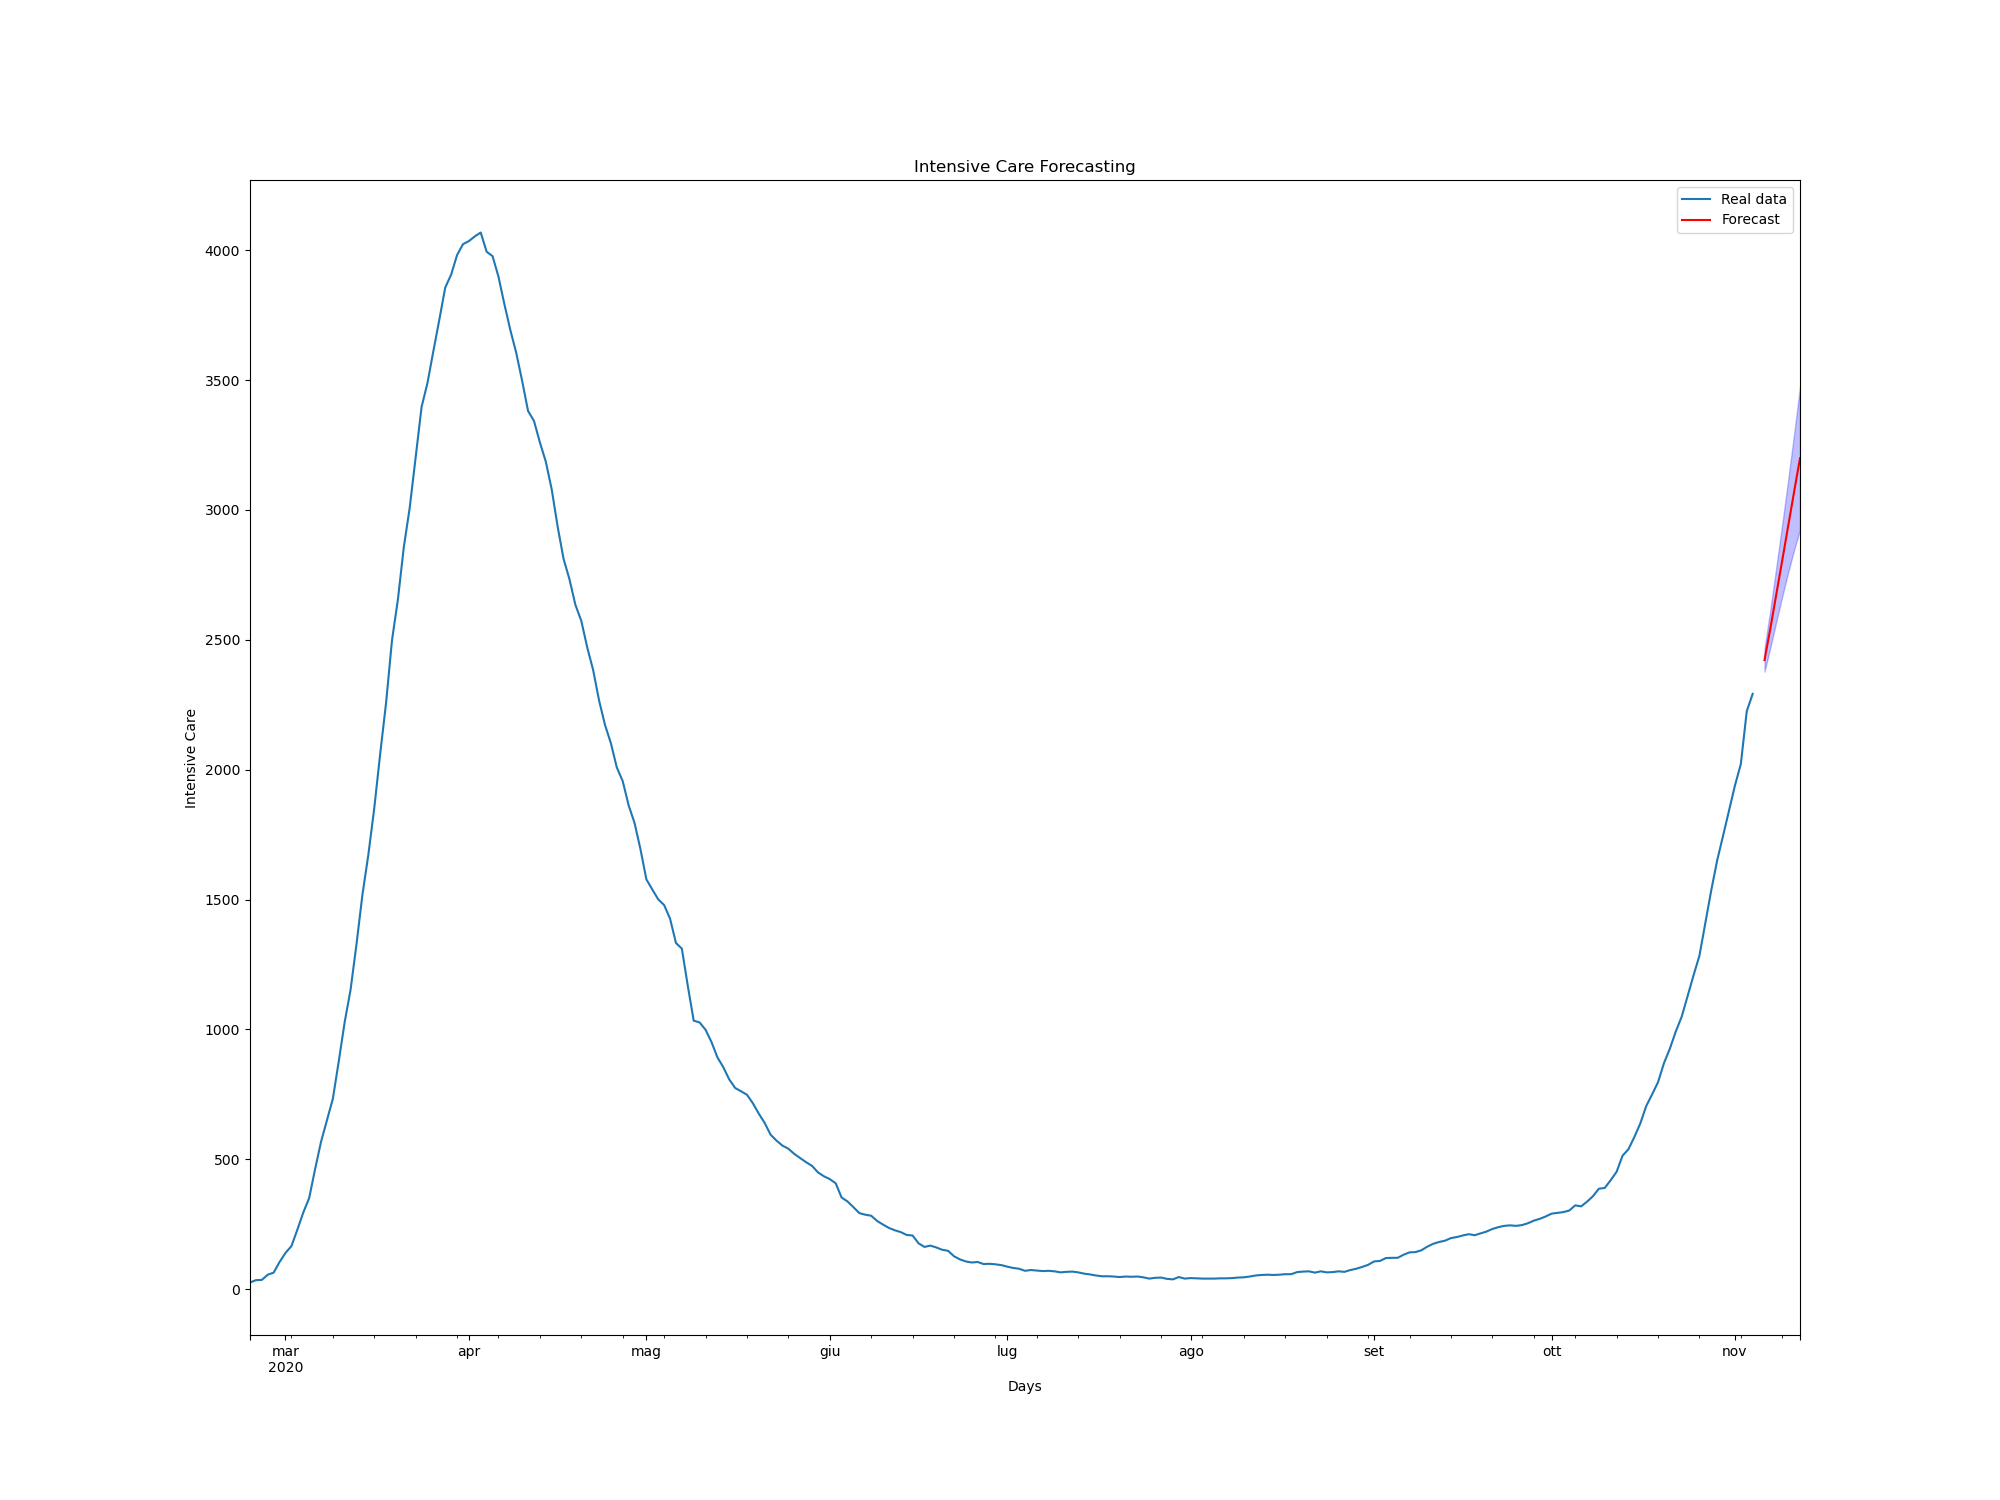 Intensive Care Forecasting
Real data
Forecast
4000
3500
3000
2500
2000
1500
1000
500
0
Intensive Care
mar apr mag giu lug ago set ott nov
2020
Days